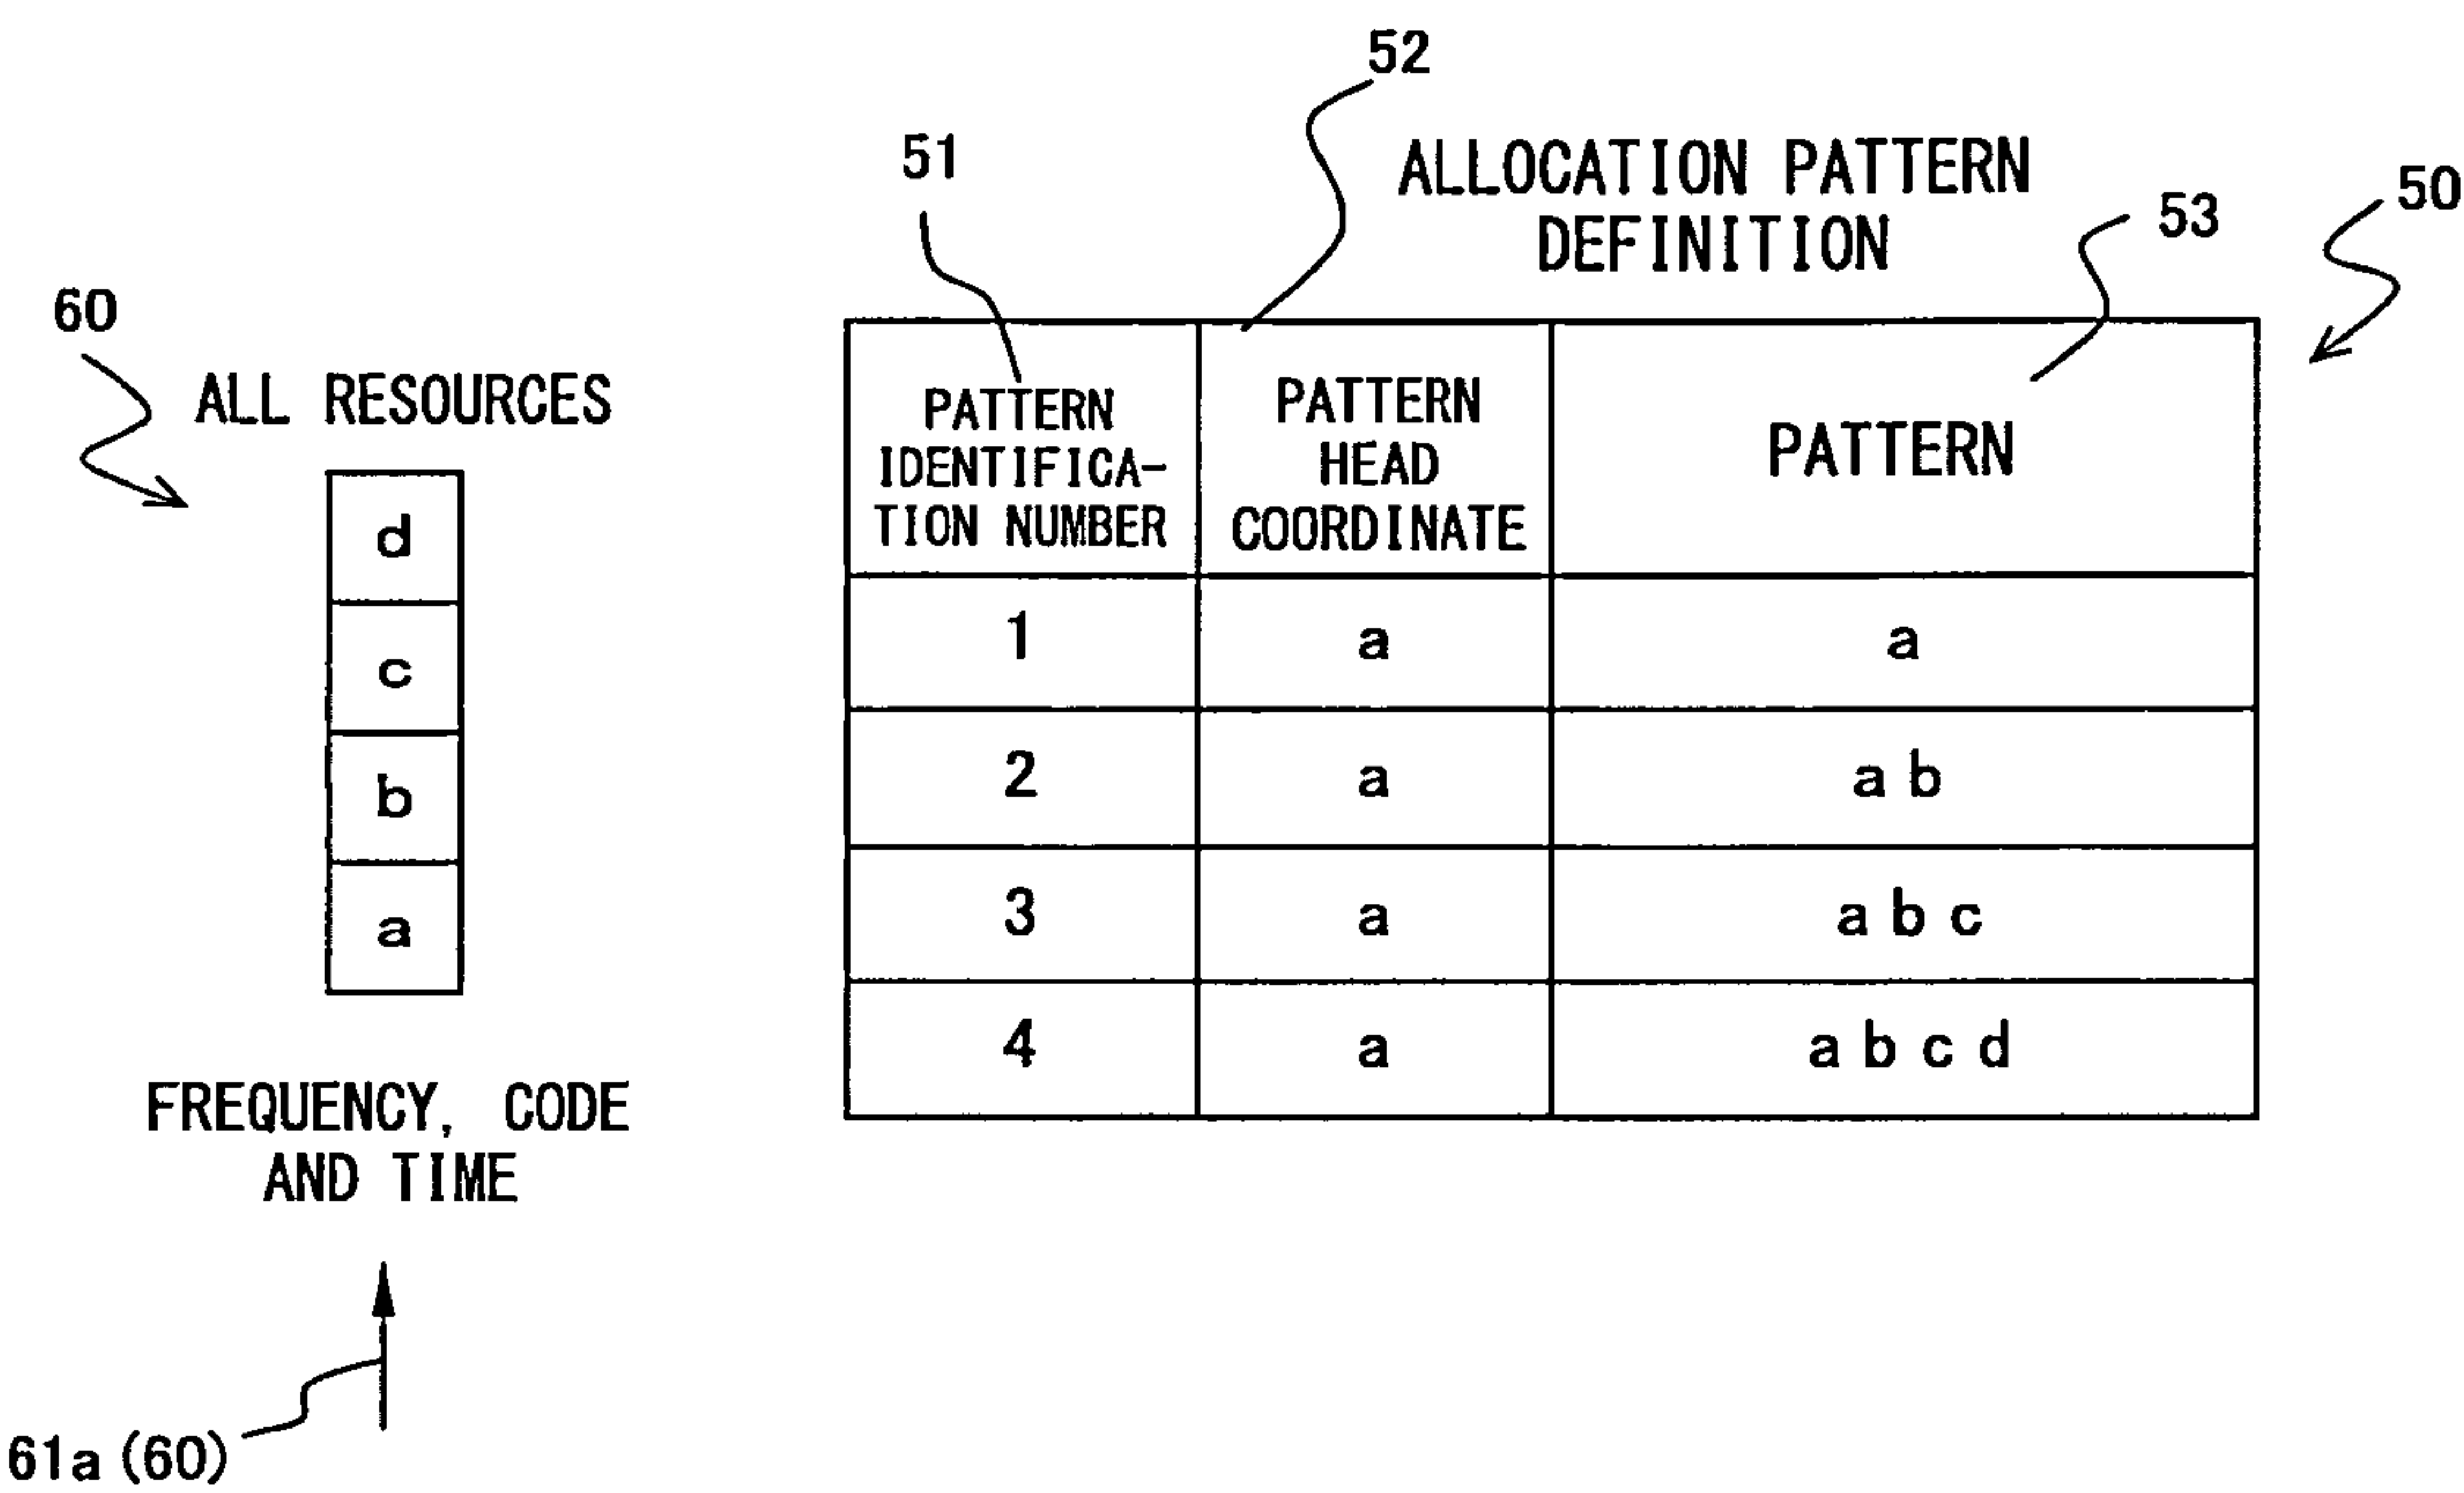 52
51
ALLOCATION PATTERN
DEFINITION
53
50
60
ALL RESOURCES
d
c
b
a
FREQUENCY, CODE
AND TIME
61a (60)
PATTERN
IDENTIFICA-
TION NUMBER
PATTERN
HEAD
COORDINATE
PATTERN
1 a a
2 a a b
3 a a b c
4 a a b c d